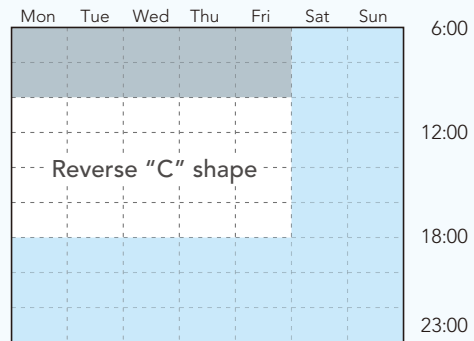 Mon Tue Wed Thu Fri Sat Sun
6:00
12:00
Reverse “C” shape
18:00
23:00